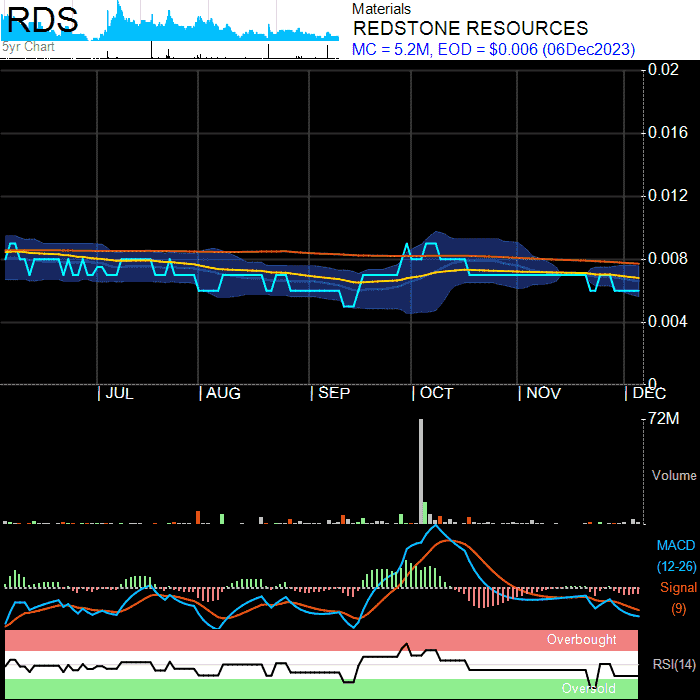 RDS
5yr Chart
Materials
REDSTONE RESOURCES
MC = 5.2M, EOD = $0.006 (06Dec2023)
0.02
0.016
0.012
0.008
0.004
0
JUL AUG SEP OCT NOV DEC
72M
Volume
MACD
(12-26)
Signal
(9)
Overbought
RSI(14)
Oversold